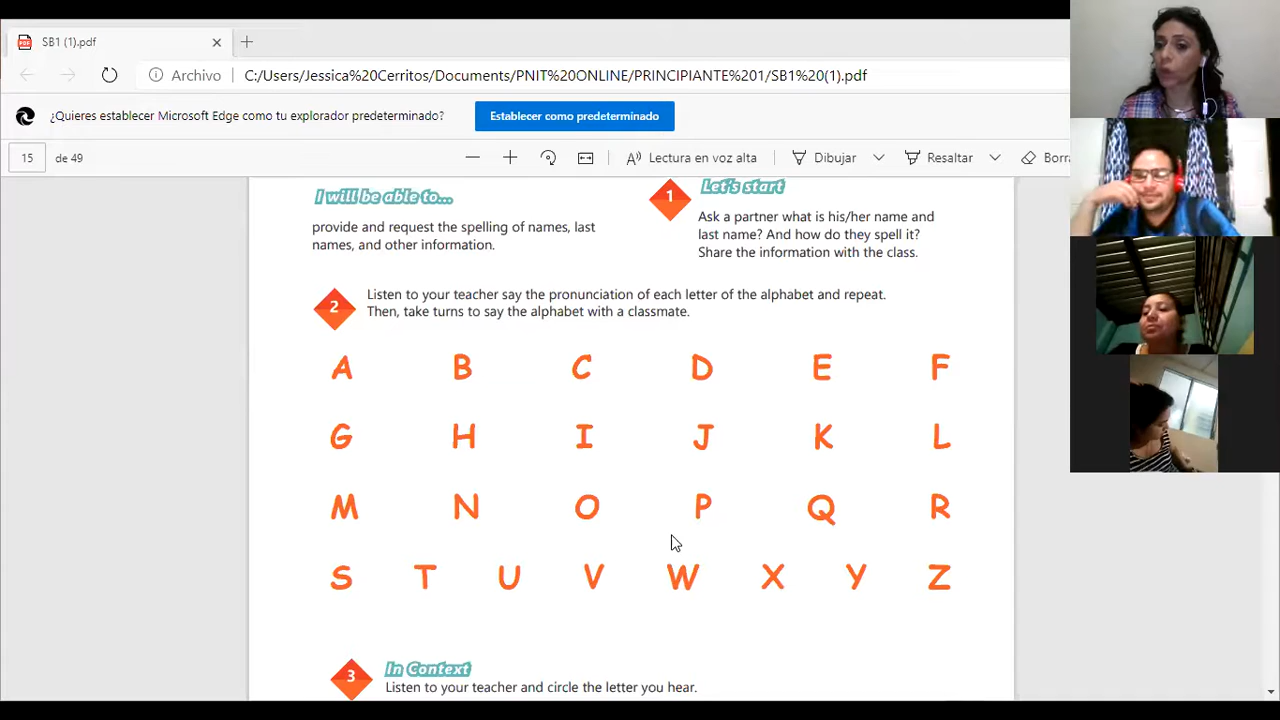 SB1 (1).pdf
Archivo C:/Users/Jessica%20Cerritos/Documents/PNIT%20ONLINE/PRINCIPIANTE%201/SB1%20(1).pdf
¿Quieres establecer Microsoft Edge como tu explorador predeterminado? Establecer como predeterminado
15 de 49 Lectura en voz alta Dibujar Resaltar Borra
I will be able to...
provide and request the spelling of names, last
names, and other information.
1 Let's start
Ask a partner what is his/her name and
last name? And how do they spell it?
Share the information with the class.
2 Listen to your teacher say the pronunciation of each letter of the alphabet and repeat.
Then, take turns to say the alphabet with a classmate.
A B C D E F
G H I J K L
M N O P Q R
S T U V W X Y Z
3 In Context
Listen to your teacher and circle the letter you hear.